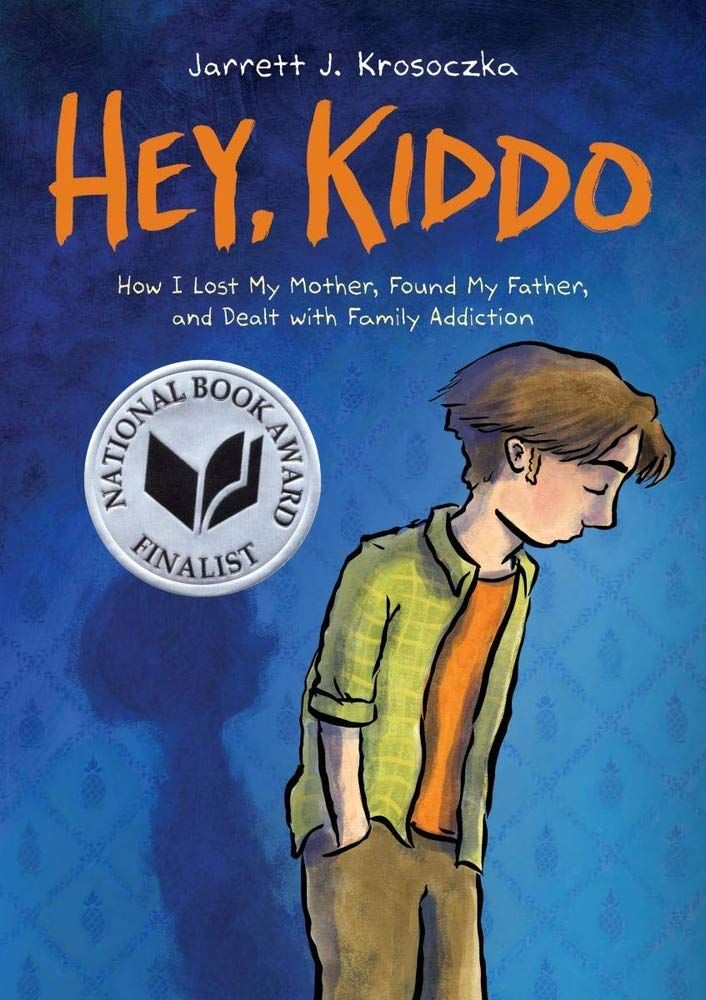 Jarrett J. Krosoczka
HEY, KIDDO
How I Lost My Mother, Found My Father,
and Dealt with Family Addiction
NATIONAL BOOK AWARD
FINALIST